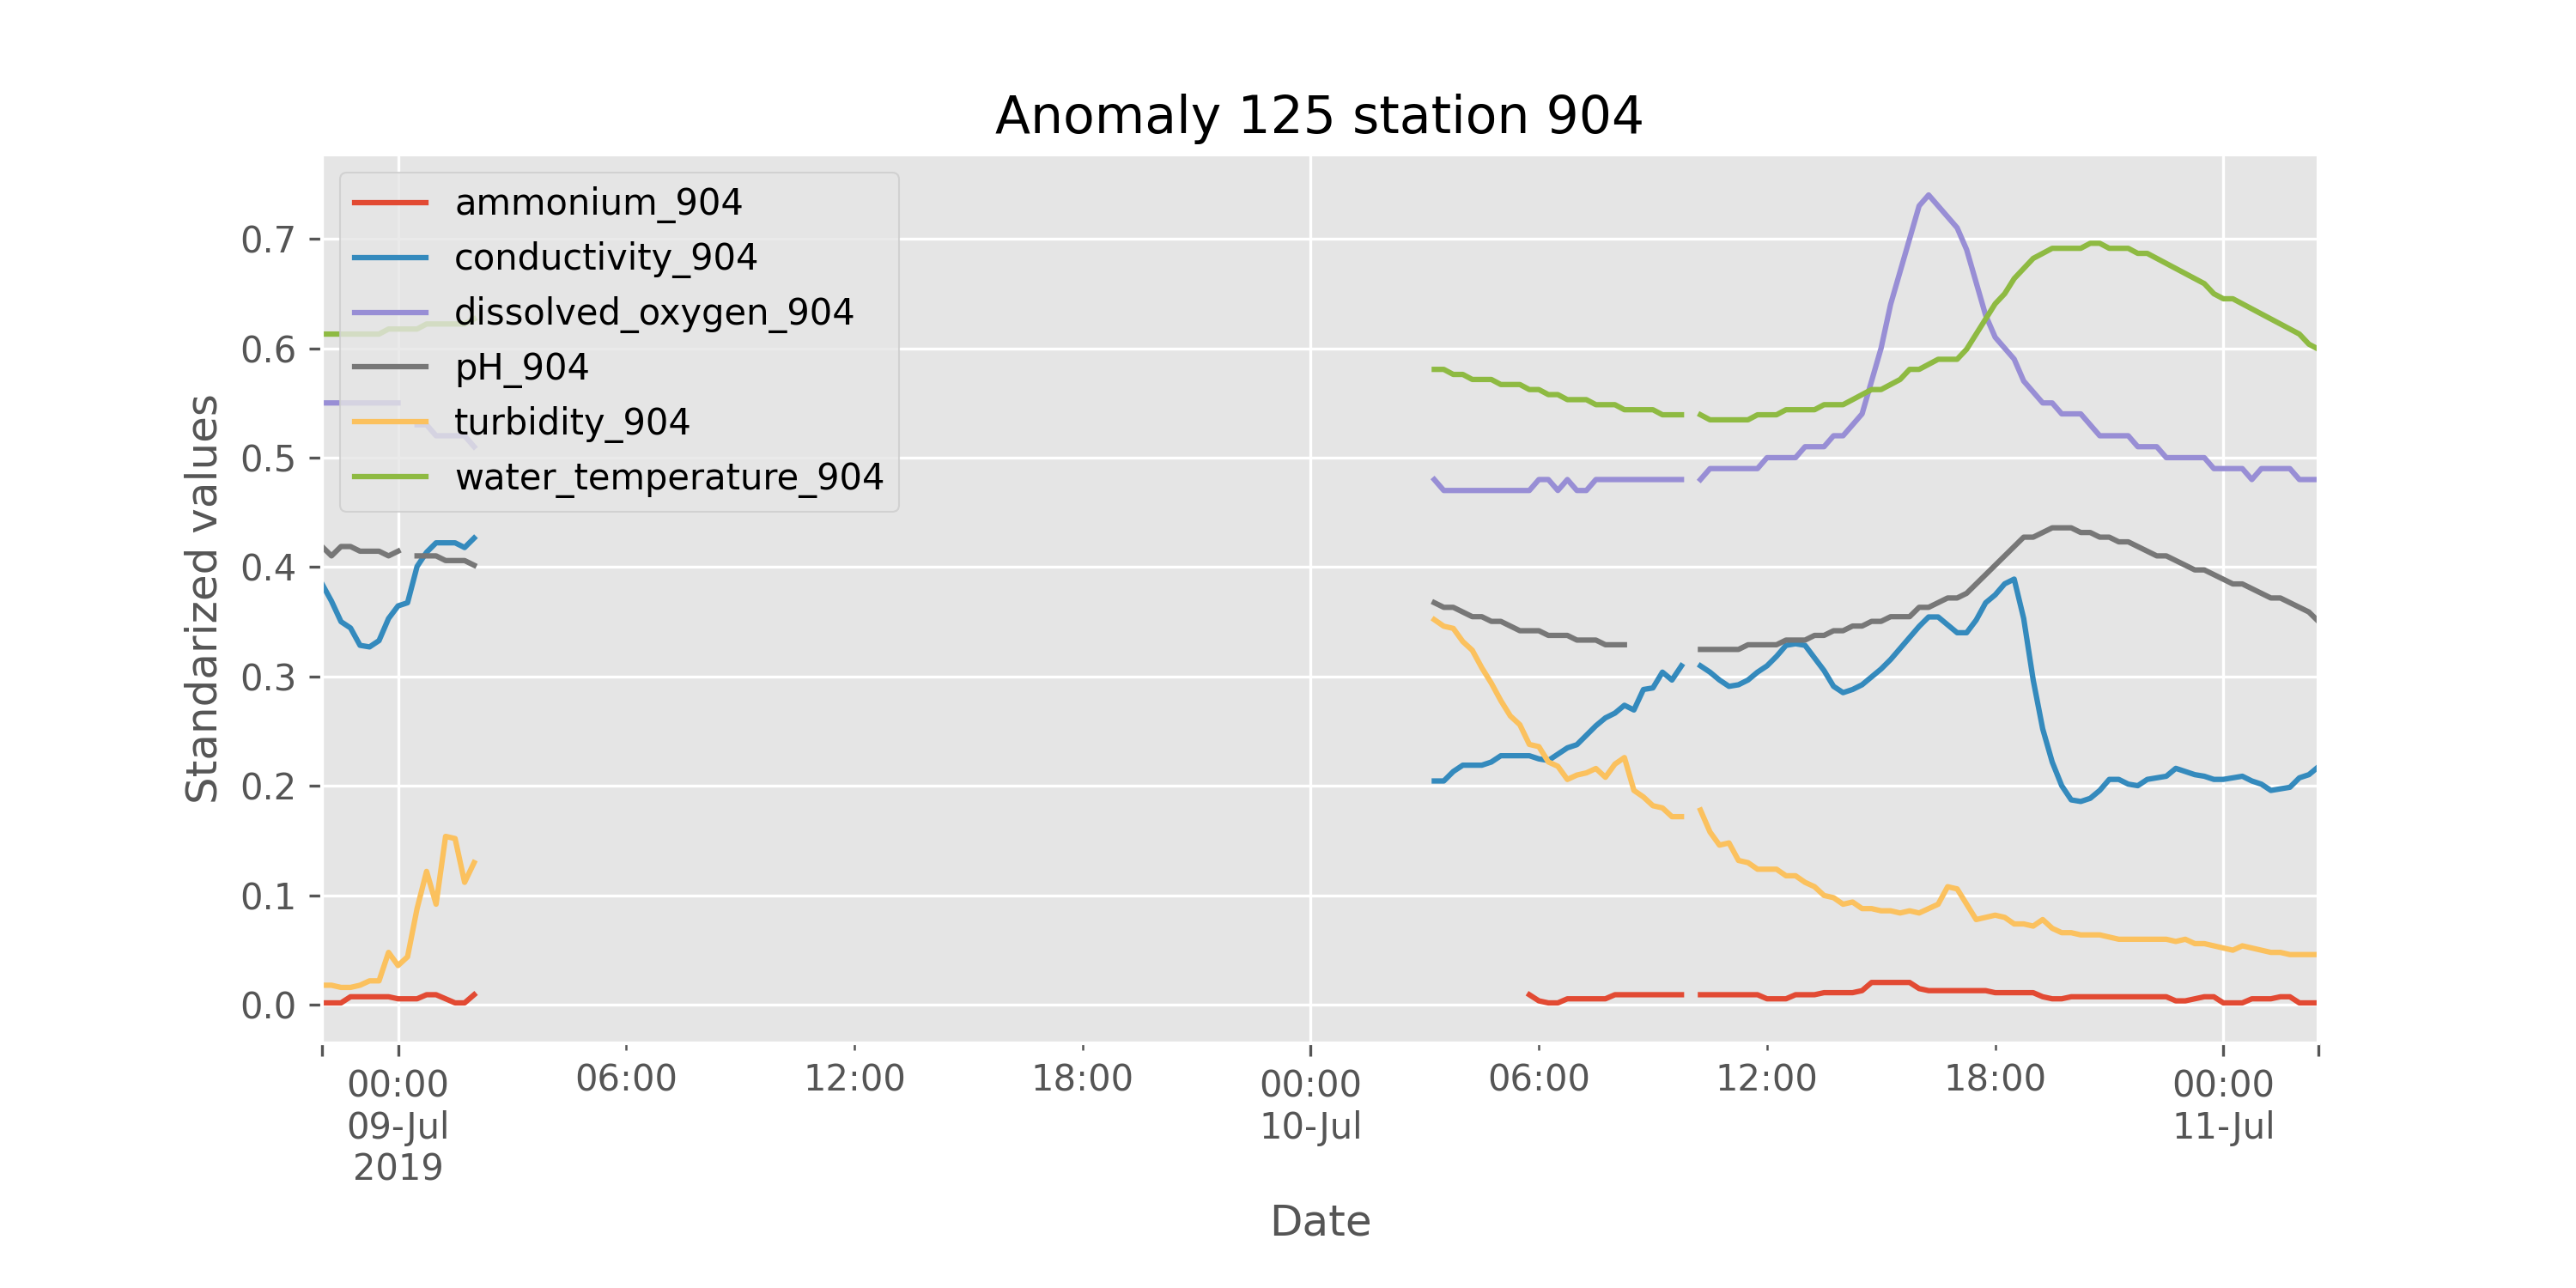 Anomaly 125 station 904
ammonium_904
conductivity_904
dissolved_oxygen_904
pH_904
turbidity_904
water_temperature_904
0.7
0.6
0.5
0.4
0.3
0.2
0.1
0.0
Standarized values
00:00 06:00 12:00 18:00 00:00 06:00 12:00 18:00 00:00
09-Jul 10-Jul 11-Jul
2019
Date